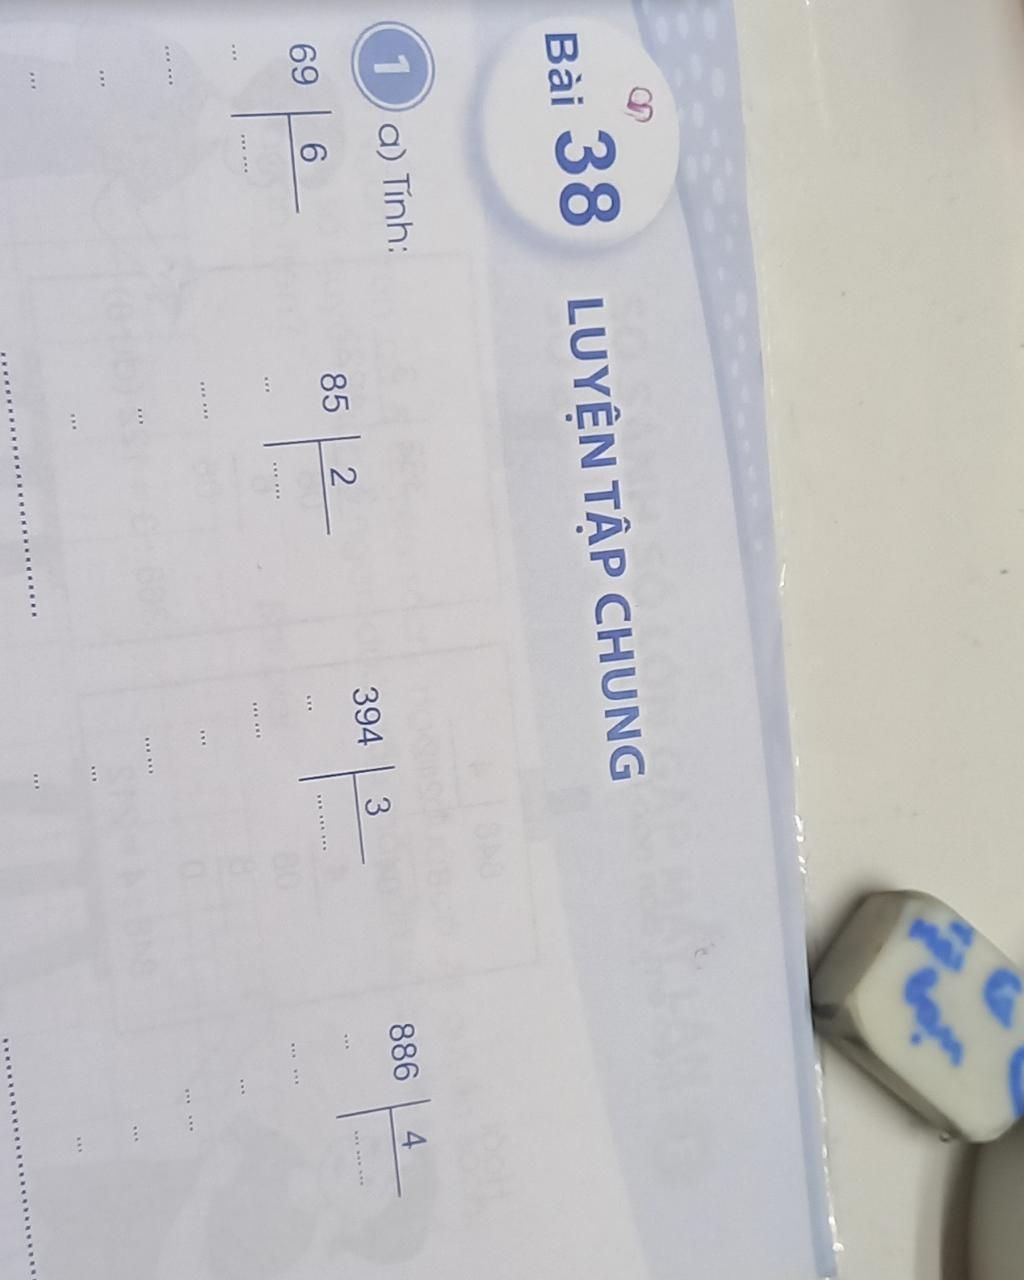 Bài 38 LUYỆN TẬP CHUNG
1 a) Tính:
69 6 85 2 394 3 886 4